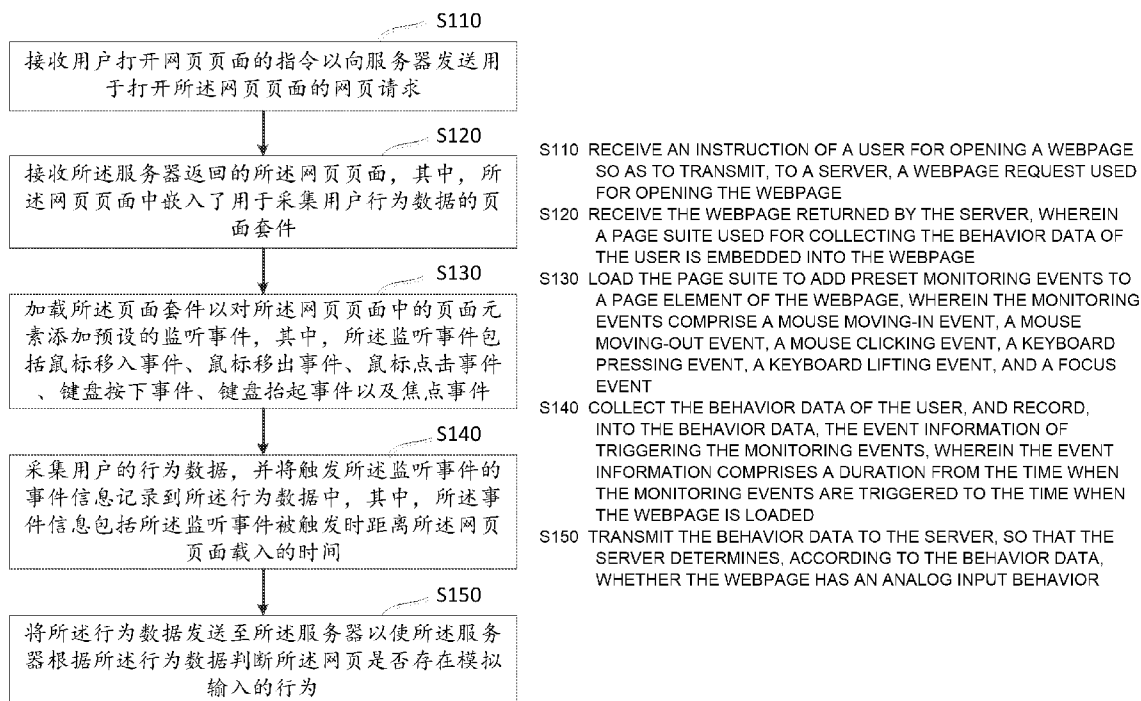 S110
接收用户打开网页页面的指令以向服务器发送用
于打开所述网页页面的网页请求
S120
接收所述服务器返回的所述网页页面，其中，所
述网页页面中嵌入了用于采集用户行为数据的页
面套件
S130
加载所述页面套件以对所述网页页面中的页面元
素添加预设的监听事件，其中，所述监听事件包
括鼠标移入事件、鼠标移出事件、鼠标点击事件
、键盘按下事件、键盘抬起事件以及焦点事件
S140
采集用户的行为数据，并将触发所述监听事件的
事件信息记录到所述行为数据中，其中，所述事
件信息包括所述监听事件被触发时距离所述网页
页面载入的时间
S150
将所述行为数据发送至所述服务器以使所述服务
器根据所述行为数据判断所述网页是否存在模拟
输入的行为
S110 RECEIVE AN INSTRUCTION OF A USER FOR OPENING A WEBPAGE
SO AS TO TRANSMIT, TO A SERVER, A WEBPAGE REQUEST USED
FOR OPENING THE WEBPAGE
S120 RECEIVE THE WEBPAGE RETURNED BY THE SERVER, WHEREIN
A PAGE SUITE USED FOR COLLECTING THE BEHAVIOR DATA OF
THE USER IS EMBEDDED INTO THE WEBPAGE
S130 LOAD THE PAGE SUITE TO ADD PRESET MONITORING EVENTS TO
A PAGE ELEMENT OF THE WEBPAGE, WHEREIN THE MONITORING
EVENTS COMPRISE A MOUSE MOVING-IN EVENT, A MOUSE
MOVING-OUT EVENT, A MOUSE CLICKING EVENT, A KEYBOARD
PRESSING EVENT, A KEYBOARD LIFTING EVENT, AND A FOCUS
EVENT
S140 COLLECT THE BEHAVIOR DATA OF THE USER, AND RECORD,
INTO THE BEHAVIOR DATA, THE EVENT INFORMATION OF
TRIGGERING THE MONITORING EVENTS, WHEREIN THE EVENT
INFORMATION COMPRISES A DURATION FROM THE TIME WHEN
THE MONITORING EVENTS ARE TRIGGERED TO THE TIME WHEN
THE WEBPAGE IS LOADED
S150 TRANSMIT THE BEHAVIOR DATA TO THE SERVER, SO THAT THE
SERVER DETERMINES, ACCORDING TO THE BEHAVIOR DATA,
WHETHER THE WEBPAGE HAS AN ANALOG INPUT BEHAVIOR